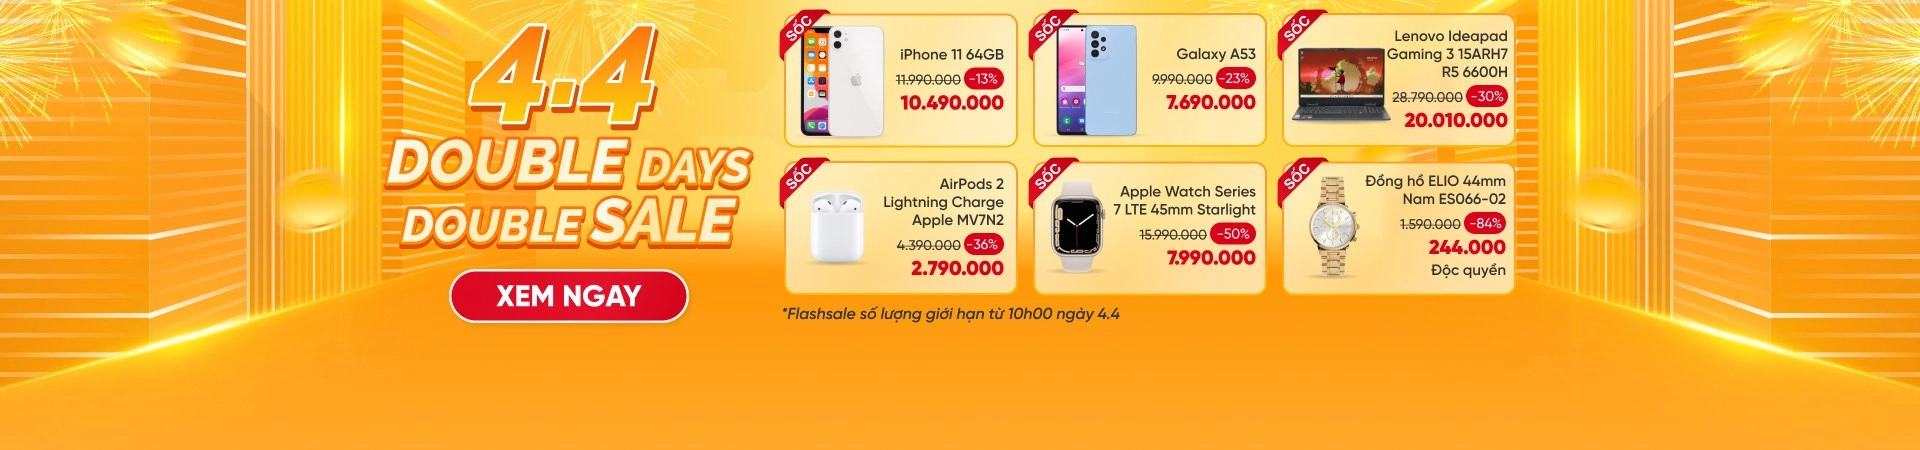 4.4
DOUBLE DAYS
DOUBLE SALE
XEM NGAY
SỐC
iPhone 11 64GB
11.990.000 -13%
10.490.000
SỐC
Galaxy A53
9.990.000 -23%
7.690.000
SỐC
Lenovo Ideapad
Gaming 3 15ARH7
R5 6600H
28.790.000 -30%
20.010.000
SỐC
AirPods 2
Lightning Charge
Apple MV7N2
4.390.000 -36%
2.790.000
SỐC
Apple Watch Series
7 LTE 45mm Starlight
15.990.000 -50%
7.990.000
SỐC
Đồng hồ ELIO 44mm
Nam ES066-02
1.590.000 -84%
244.000
Độc quyền
*Flashsale số lượng giới hạn từ 10h00 ngày 4.4